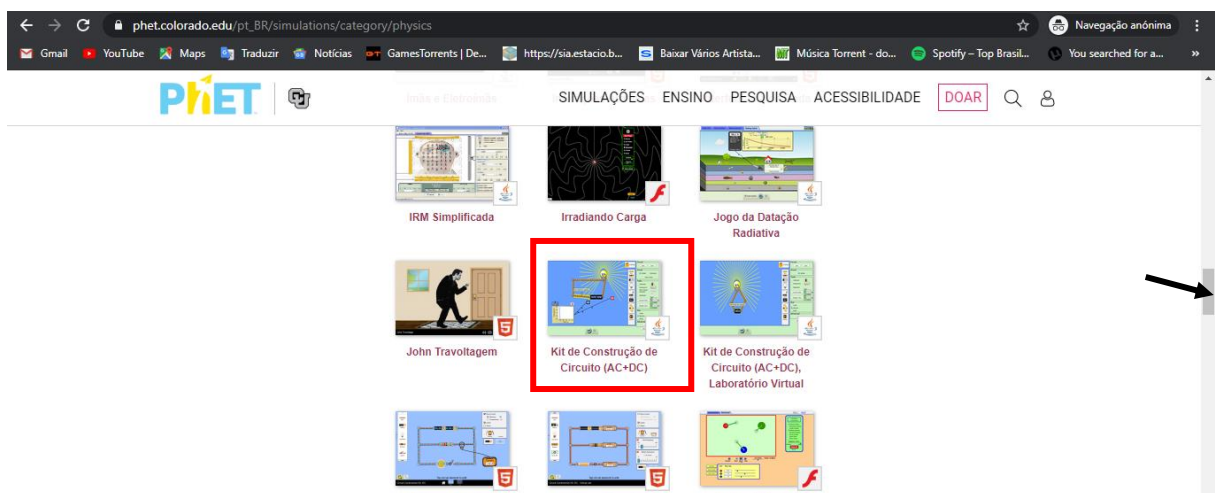 phet.colorado.edu/pt_BR/simulations/category/physics
Navegação anónima
Gmail YouTube Maps Traduzir Notícias GamesTorrents | De... https://sia.estacio.b... Baixar Vários Artista... Música Torrent - do... Spotify – Top Brasil... You searched for a... »
PhET SIMULAÇÕES ENSINO PESQUISA ACESSIBILIDADE DOAR
Imãs e Eletroímãs
IRM Simplificada Irradiando Carga Jogo da Datação
Radiativa
John Travoltagem Kit de Construção de Kit de Construção de
Circuito (AC+DC) Circuito (AC+DC),
Laboratório Virtual